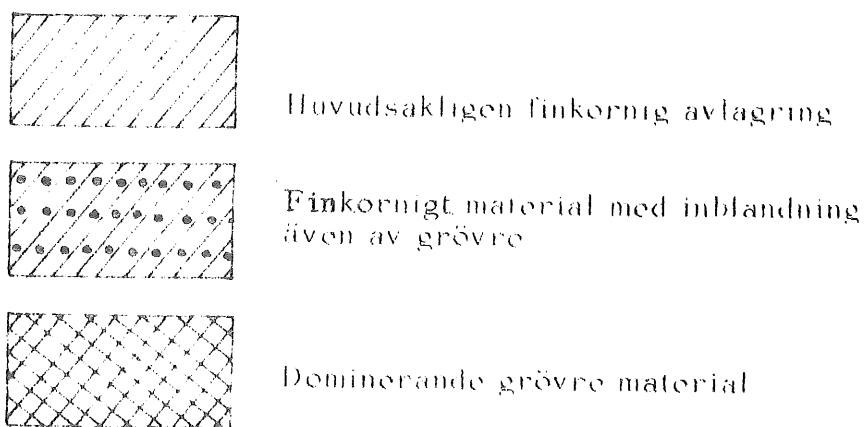 Huvudsakligen finkornig avlagring
Finkornigt material med inblandning
även av grövre
Dominerande grövre material